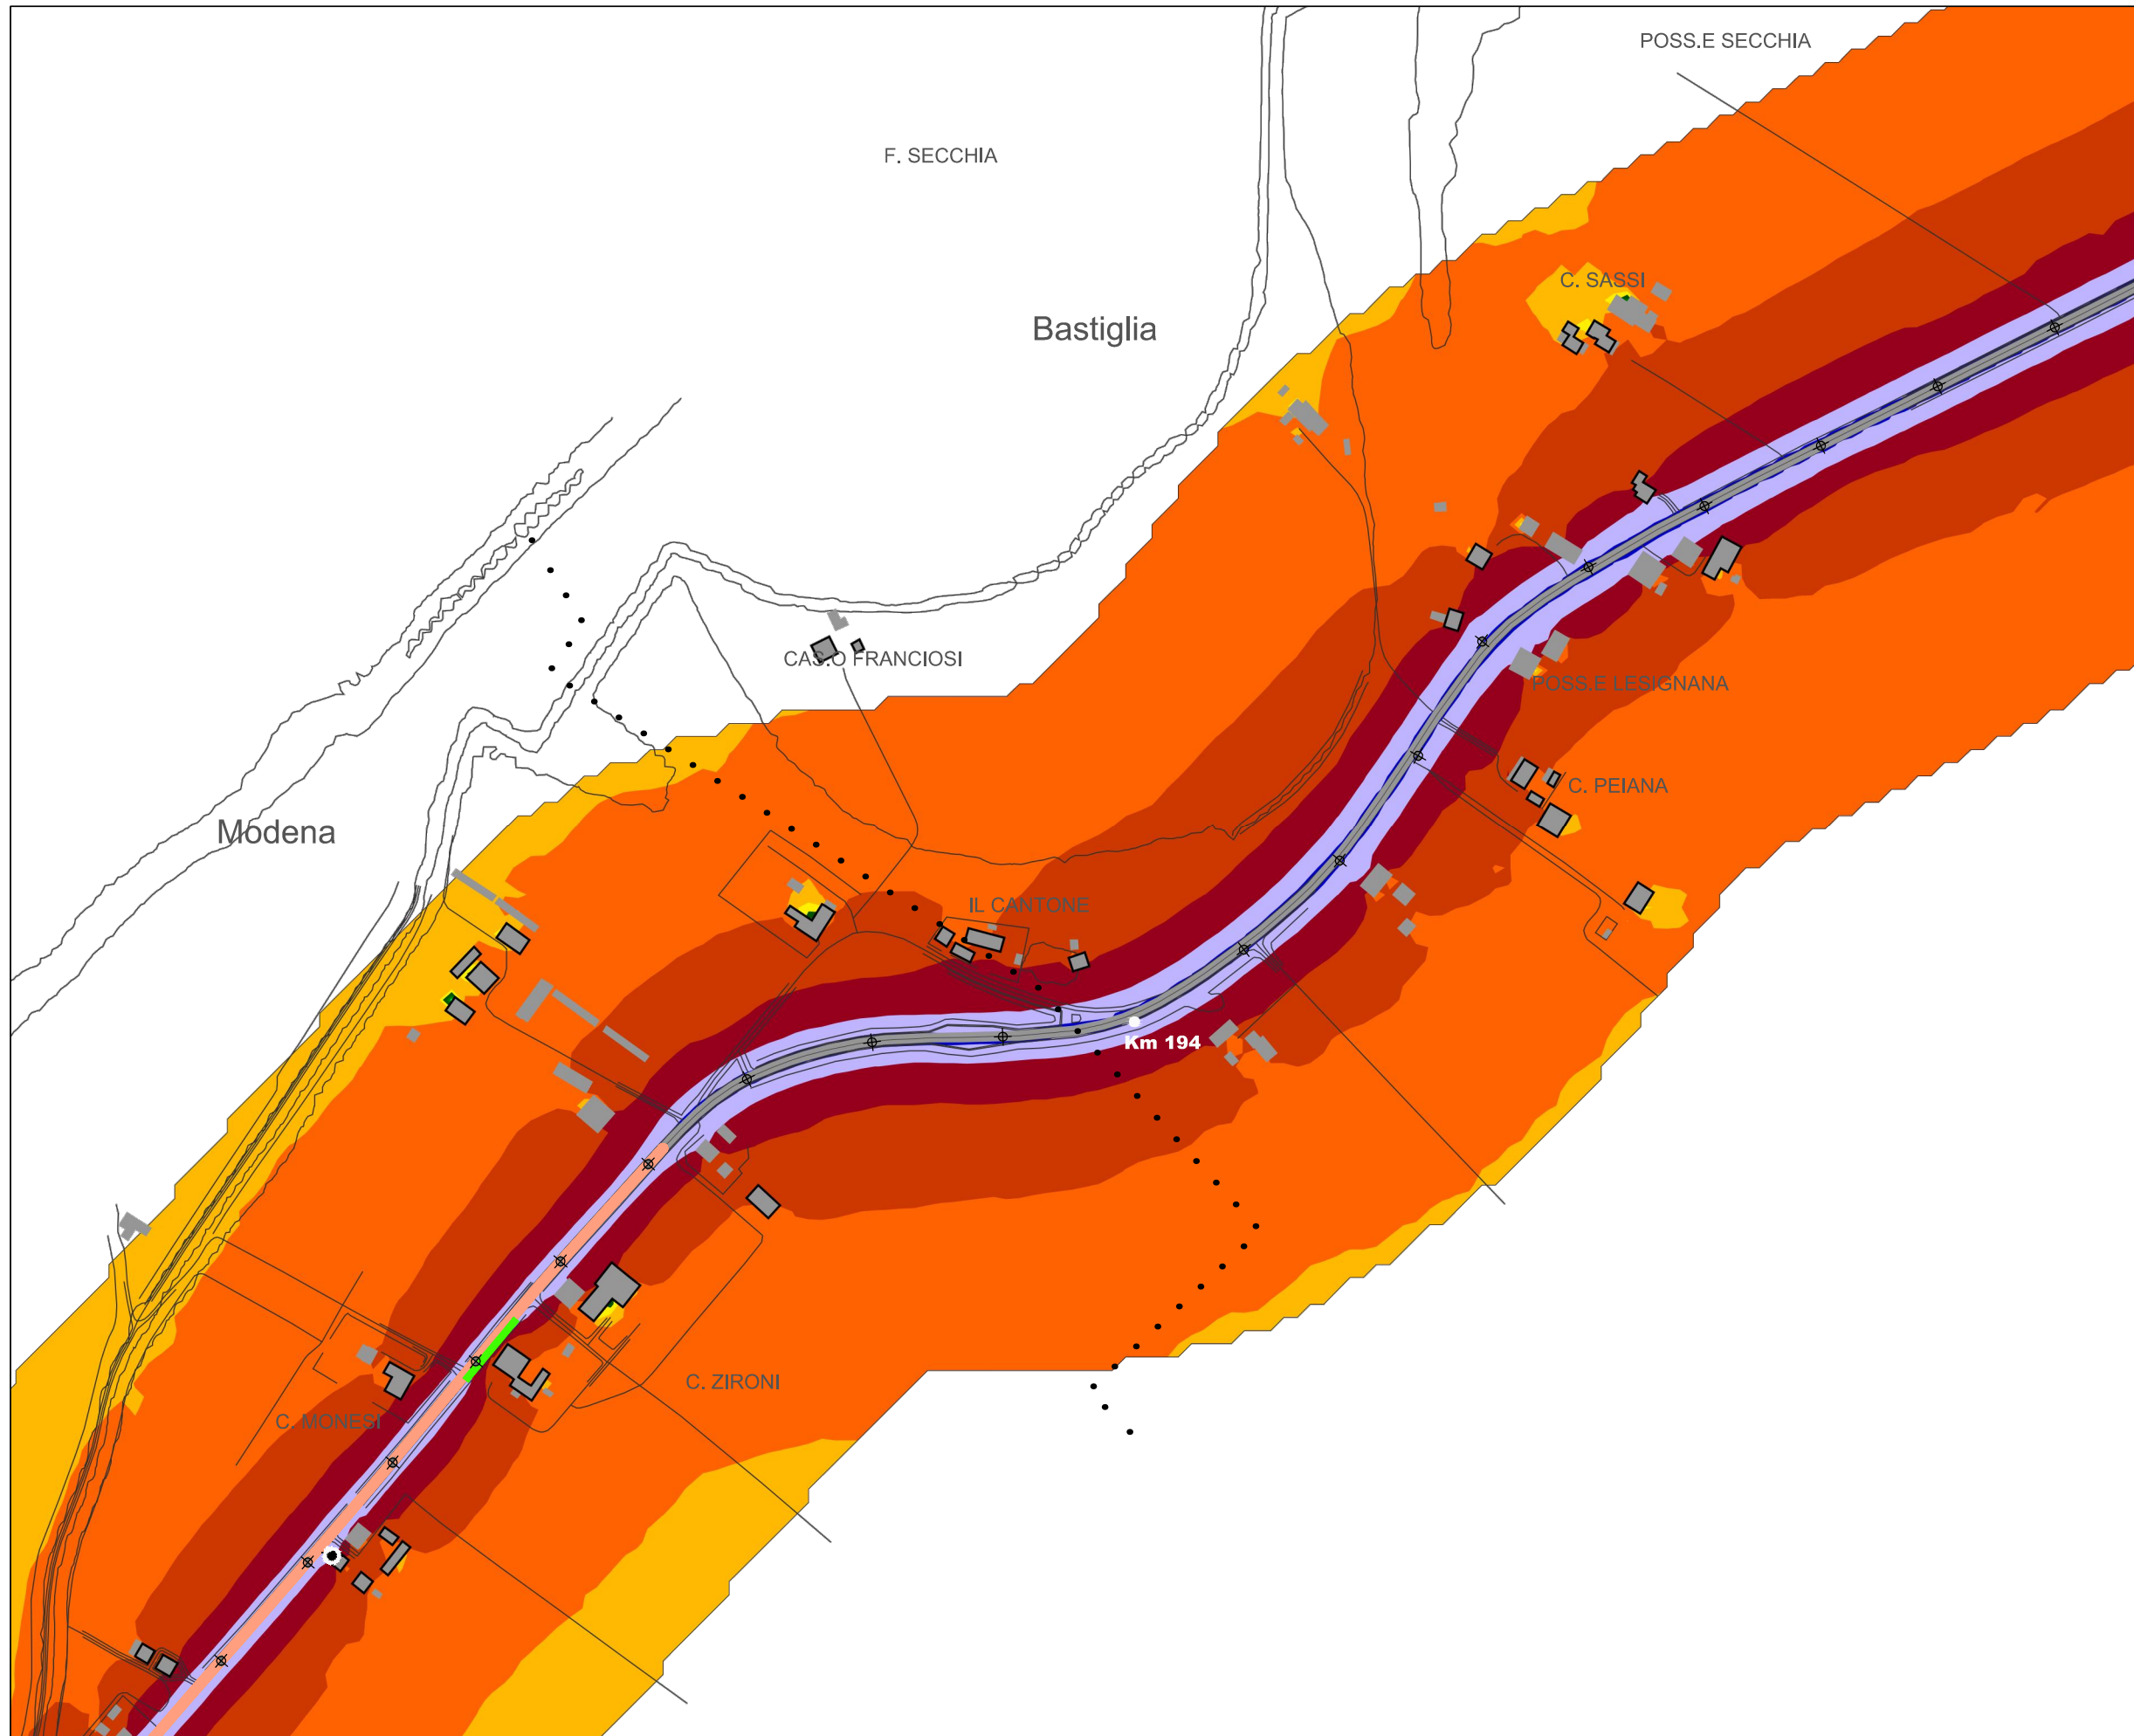 POSS.E SECCHIA
F. SECCHIA
C. SASSI
Bastiglia
CAS.O FRANCIOSI
POSS.E LESIGNANA
C. PEIANA
Modena
IL CANTONE
P
Km 194
C. ZIRONI
C. MONESI